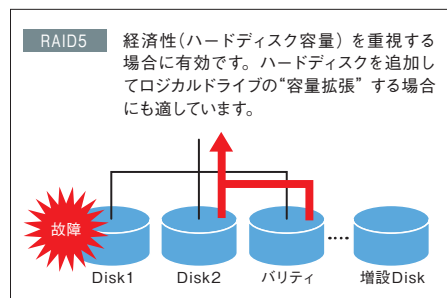 RAID5
経済性(ハードディスク容量)を重視する
場合に有効です。ハードディスクを追加し
てロジカルドライブの“容量拡張”する場合
にも適しています。
故障
Disk1 Disk2 バリティ 増設Disk